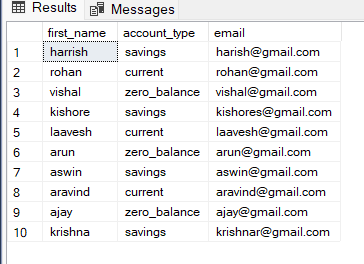 Results Messages
first_name account_type email
1 harrish savings harish@gmail.com
2 rohan current rohan@gmail.com
3 vishal zero_balance vishal@gmail.com
4 kishore savings kishores@gmail.com
5 laavesh current laavesh@gmail.com
6 arun zero_balance arun@gmail.com
7 aswin savings aswin@gmail.com
8 aravind current aravind@gmail.com
9 ajay zero_balance ajay@gmail.com
10 krishna savings krishnar@gmail.com